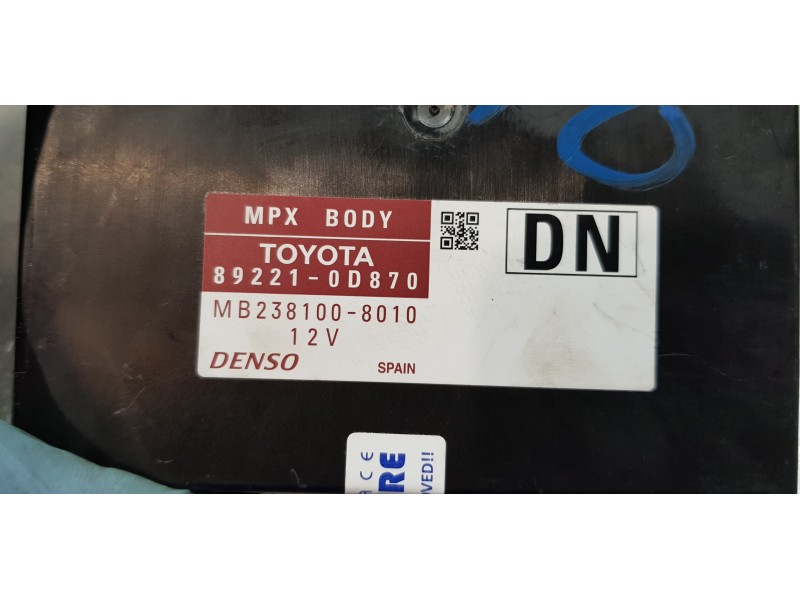 MPX BODY
TOYOTA
89221-0D870
MB238100-8010
12V
DENSO
SPAIN
DN